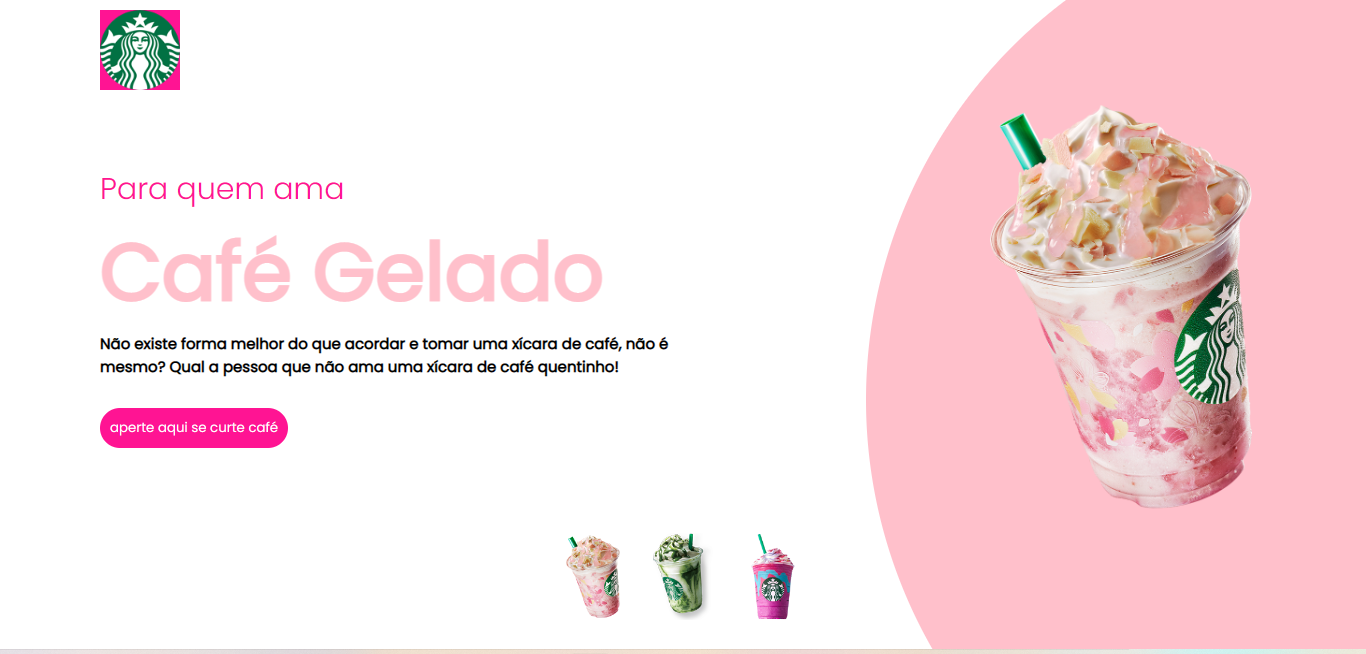 Para quem ama
Café Gelado
Não existe forma melhor do que acordar e tomar uma xícara de café, não é
mesmo? Qual a pessoa que não ama uma xícara de café quentinho!
aperte aqui se curte café